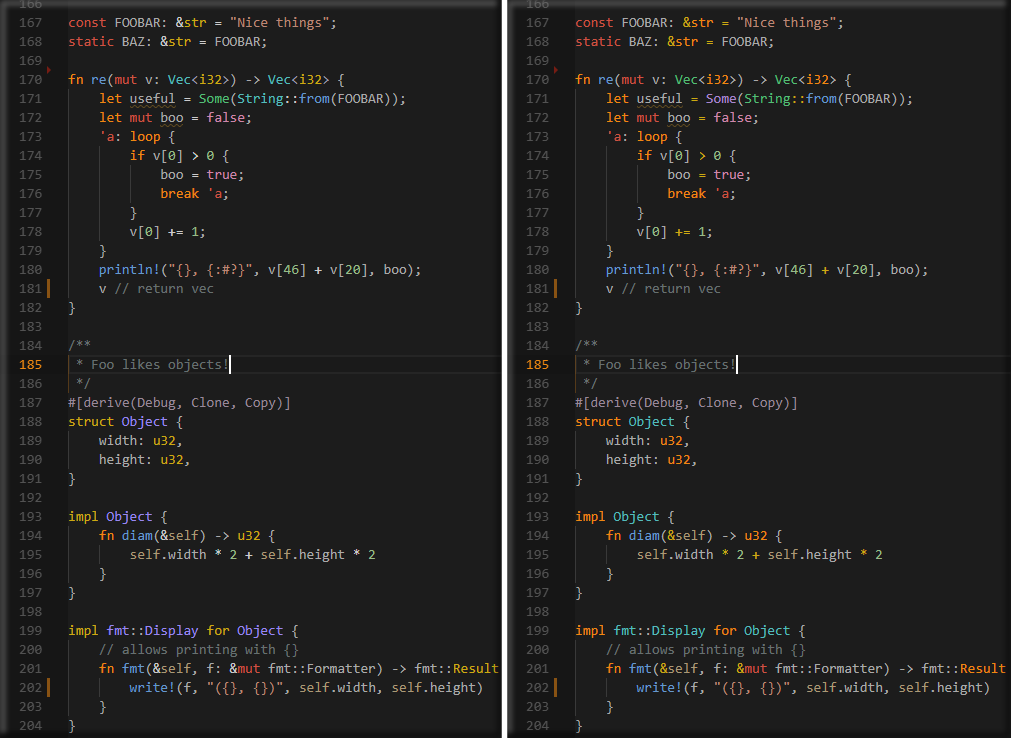 166
167 const FOOBAR: &str = "Nice things";
168 static BAZ: &str = FOOBAR;
169
170 fn re(mut v: Vec<i32>) -> Vec<i32> {
171     let useful = Some(String::from(FOOBAR));
172     let mut boo = false;
173     'a: loop {
174         if v[0] > 0 {
175             boo = true;
176             break 'a;
177         }
178         v[0] += 1;
179     }
180     println!("{}, {:#?}", v[46] + v[20], boo);
181     v // return vec
182 }
183
184 /**
185  * Foo likes objects!
186  */
187 #[derive(Debug, Clone, Copy)]
188 struct Object {
189     width: u32,
190     height: u32,
191 }
192
193 impl Object {
194     fn diam(&self) -> u32 {
195         self.width * 2 + self.height * 2
196     }
197 }
198
199 impl fmt::Display for Object {
200     // allows printing with {}
201     fn fmt(&self, f: &mut fmt::Formatter) -> fmt::Result
202         write!(f, "({}, {})", self.width, self.height)
203     }
204 }
166
167 const FOOBAR: &str = "Nice things";
168 static BAZ: &str = FOOBAR;
169
170 fn re(mut v: Vec<i32>) -> Vec<i32> {
171     let useful = Some(String::from(FOOBAR));
172     let mut boo = false;
173     'a: loop {
174         if v[0] > 0 {
175             boo = true;
176             break 'a;
177         }
178         v[0] += 1;
179     }
180     println!("{}, {:#?}", v[46] + v[20], boo);
181     v // return vec
182 }
183
184 /**
185  * Foo likes objects!
186  */
187 #[derive(Debug, Clone, Copy)]
188 struct Object {
189     width: u32,
190     height: u32,
191 }
192
193 impl Object {
194     fn diam(&self) -> u32 {
195         self.width * 2 + self.height * 2
196     }
197 }
198
199 impl fmt::Display for Object {
200     // allows printing with {}
201     fn fmt(&self, f: &mut fmt::Formatter) -> fmt::Result
202         write!(f, "({}, {})", self.width, self.height)
203     }
204 }